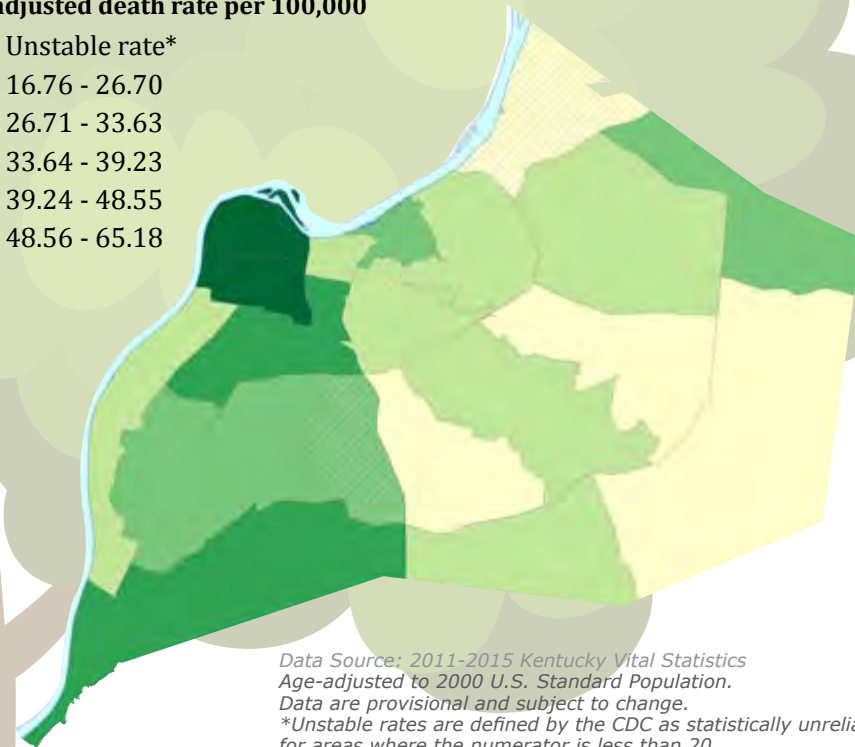 adjusted death rate per 100,000
Unstable rate*
16.76 - 26.70
26.71 - 33.63
33.64 - 39.23
39.24 - 48.55
48.56 - 65.18
Data Source: 2011-2015 Kentucky Vital Statistics
Age-adjusted to 2000 U.S. Standard Population.
Data are provisional and subject to change.
*Unstable rates are defined by the CDC as statistically unrelia
for areas where the numerator is less than 20